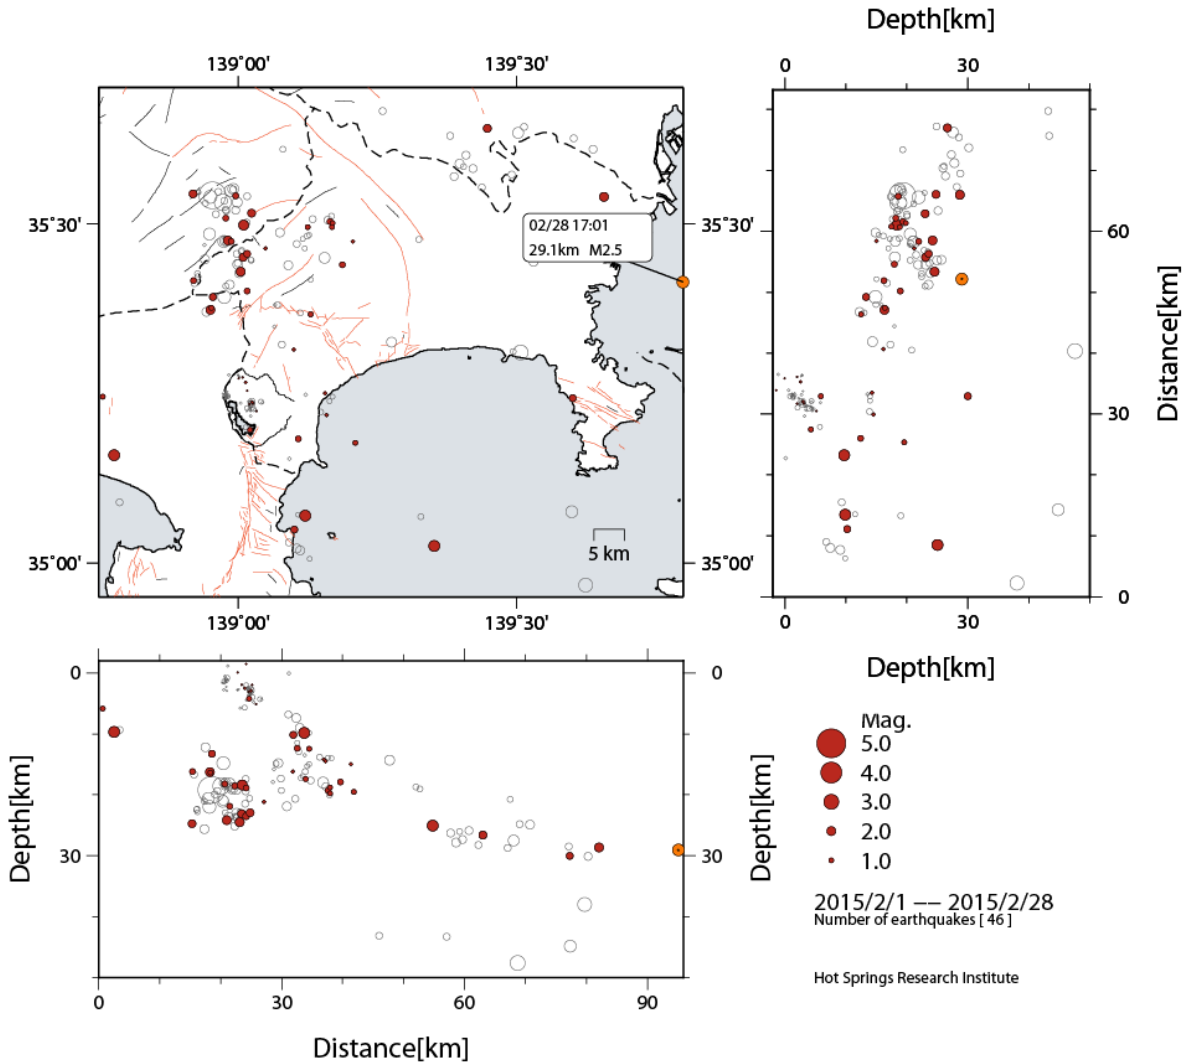 Depth[km]
139°00'
139°30'
0
30
35°30'
35°30'
02/28 17:01
29.1km M2.5
60
Distance[km]
30
5 km
35°00'
35°00'
0
139°00'
139°30'
0
30
Depth[km]
0
0
Depth[km]
Depth[km]
30
30
0
30
60
90
Distance[km]
Mag.
5.0
4.0
3.0
2.0
1.0
2015/2/1 −− 2015/2/28
Number of earthquakes [ 46 ]
Hot Springs Research Institute